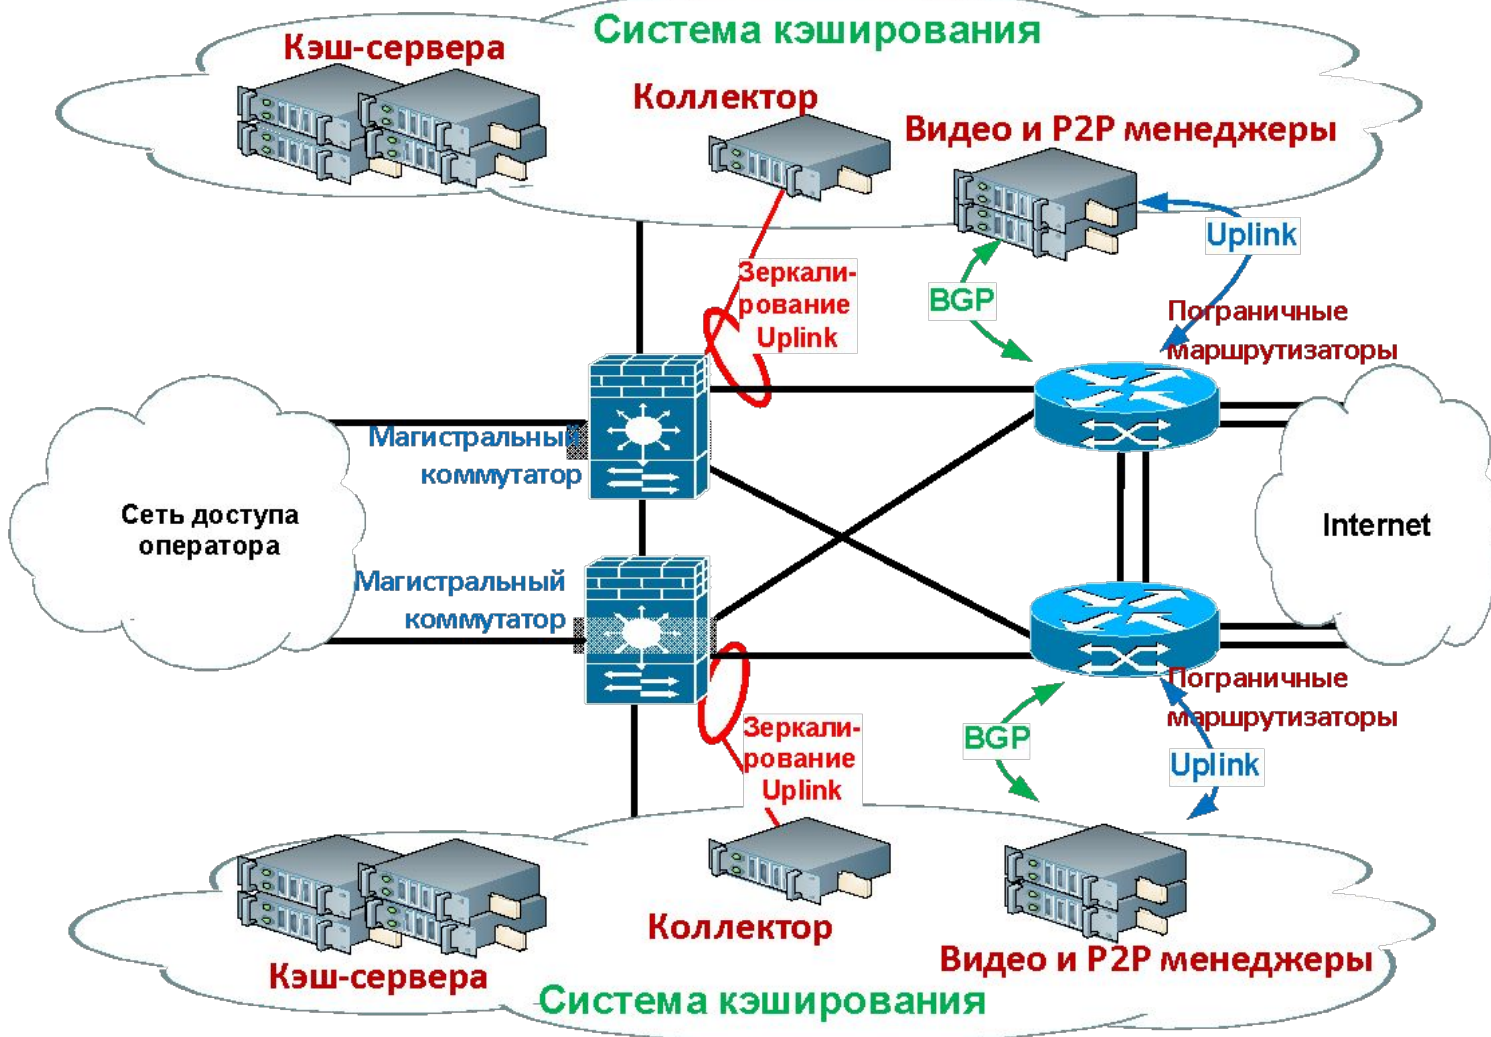 Система кэширования
Кэш-сервера
Коллектор
Видео и P2P менеджеры
Uplink
Зеркали-
рование
Uplink
BGP
Пограничные
маршрутизаторы
Магистральный
коммутатор
Сеть доступа
оператора
Internet
Магистральный
коммутатор
Пограничные
маршрутизаторы
Зеркали-
рование
Uplink
BGP
Uplink
Коллектор
Видео и P2P менеджеры
Кэш-сервера
Система кэширования